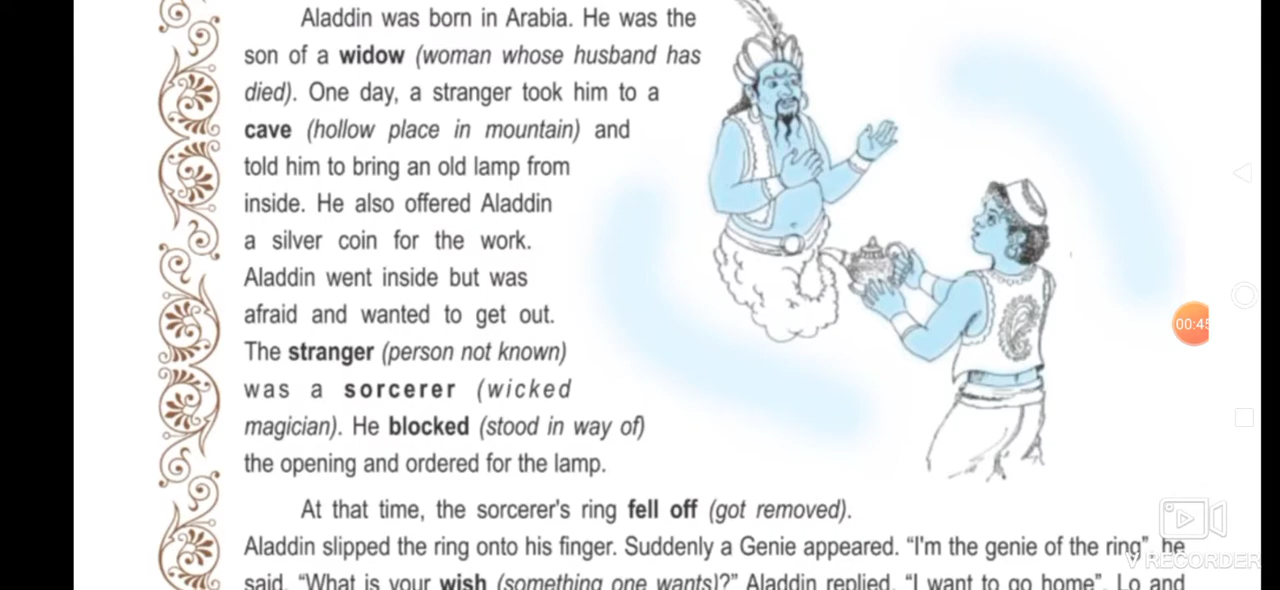 Aladdin was born in Arabia. He was the
son of a widow (woman whose husband has
died). One day, a stranger took him to a
cave (hollow place in mountain) and
told him to bring an old lamp from
inside. He also offered Aladdin
a silver coin for the work.
Aladdin went inside but was
afraid and wanted to get out.
The stranger (person not known)
was a sorcerer (wicked
magician). He blocked (stood in way of)
the opening and ordered for the lamp.
At that time, the sorcerer's ring fell off (got removed).
Aladdin slipped the ring onto his finger. Suddenly a Genie appeared. "I'm the genie of the ring", he
said. "What is your wish (something one wants)?" Aladdin replied, "I want to go home". Lo and
00:45
V RECORDER